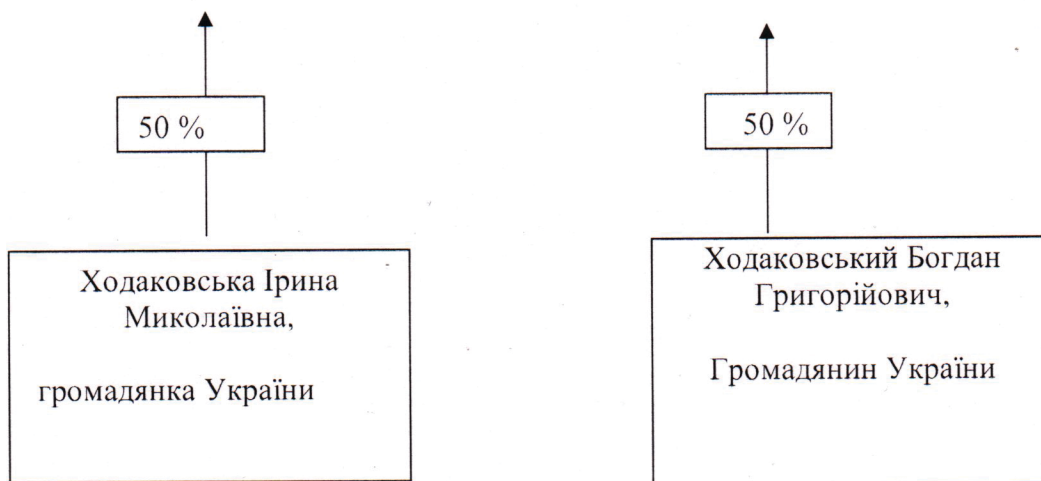 50 %
50 %
Ходаковська Ірина
Миколаївна,
громадянка України
Ходаковський Богдан
Григорійович,
Громадянин України